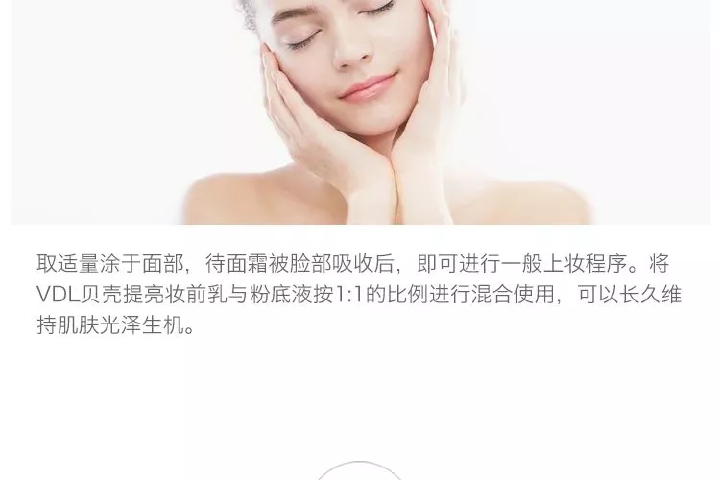 取适量涂于面部，待面霜被脸部吸收后，即可进行一般上妆程序。将
VDL贝壳提亮妆前乳与粉底液按1:1的比例进行混合使用，可以长久维
持肌肤光泽生机。